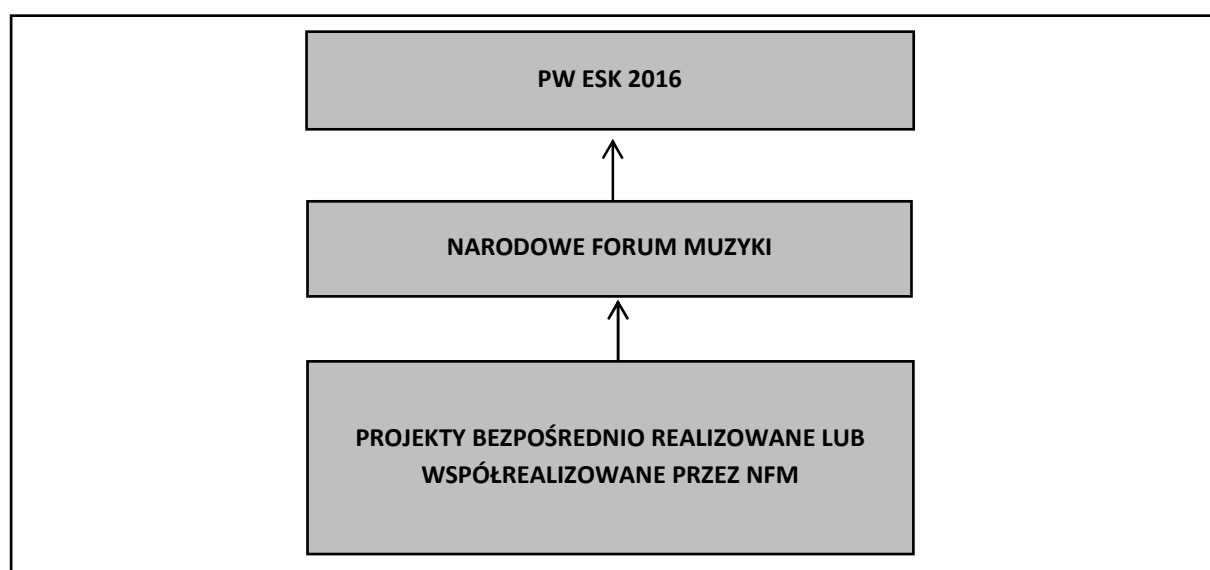 PW ESK 2016
NARODOWE FORUM MUZYKI
PROJEKTY BEZPOŚREDNIO REALIZOWANE LUB
WSPÓŁREALIZOWANE PRZEZ NFM